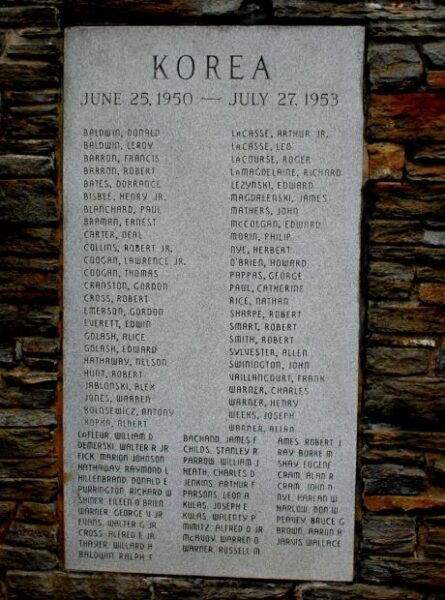 KOREA
JUNE 25, 1950 — JULY 27, 1953
BALDWIN, DONALD
BALDWIN, LEROY
BARRON, FRANCIS
BARRON, ROBERT
BATES, DORRANCE
BISBEE, HENRY JR.
BLANCHARD, PAUL
BRAMAN, ERNEST
CARTER, NEAL
COLLINS, ROBERT JR.
COOGAN, LAWRENCE JR.
COOGAN, THOMAS
CRANSTON, GORDON
CROSS, ROBERT
EMERSON, GORDON
EVERETT, EDWIN
GOLASH, ALICE
GOLASH, EDWARD
HATHAWAY, NELSON
HUNT, ROBERT
JABLONSKI, ALEX
JONES, WARREN
KOLOSEWICZ, ANTONY
KOPKA, ALBERT
LACASSE, ARTHUR JR.
LACASSE, LEO
LACOURSE, ROGER
LAMAGDELAINE, RICHARD
LEZYNSKI, EDWARD
MAGDALENSKI, JAMES
MATHERS, JOHN
MCCOLGAN, EDWARD
MORIN, PHILIP
NYE, HERBERT
O'BRIEN, HOWARD
PAPPAS, GEORGE
PAUL, CATHERINE
RICE, NATHAN
SHARPE, ROBERT
SMART, ROBERT
SMITH, ROBERT
SYLVESTER, ALLEN
SWININGTON, JOHN
VAILLANCOURT, FRANK
WARNER, CHARLES
WARNER, HENRY
WEEKS, JOSEPH
WARNER, ALLAN
LAFLEUR, WILLIAM D
DEMERSKI, WALTER R JR
FICK, MARION JOHNSON
HATHAWAY, RAYMOND L
HILLENBRAND, DONALD E
PURRINGTON, RICHARD W
SHINER, EILEEN O'BRIEN
WARNER, GEORGE V JR
EVANS, WALTER G JR
CROSS, ALFRED E JR
THAYER, WILLARD H
BALDWIN, RALPH F
BACHAND, JAMES F
CHILDS, STANLEY R
PARROW, WILLIAM J
HEATH, CHARLES D
JENKINS, ARTHUR F
PARSONS, LEON A
KULAS, JOSEPH E
KULAS, WALENTY P
MIMITZ, ALFRED D JR
MCAVOY, WARREN O
WARNER, RUSSELL M
AMES, ROBERT J
RAY, BURKE M
SHAY, EUGENE
CRAM, ALAN R
CRAM, JOHN D
NYE, HARLAN W
HARLOW, DON W
PEAVEY, BRUCE G
BROWN, AARON H
JARVIS, WALLACE